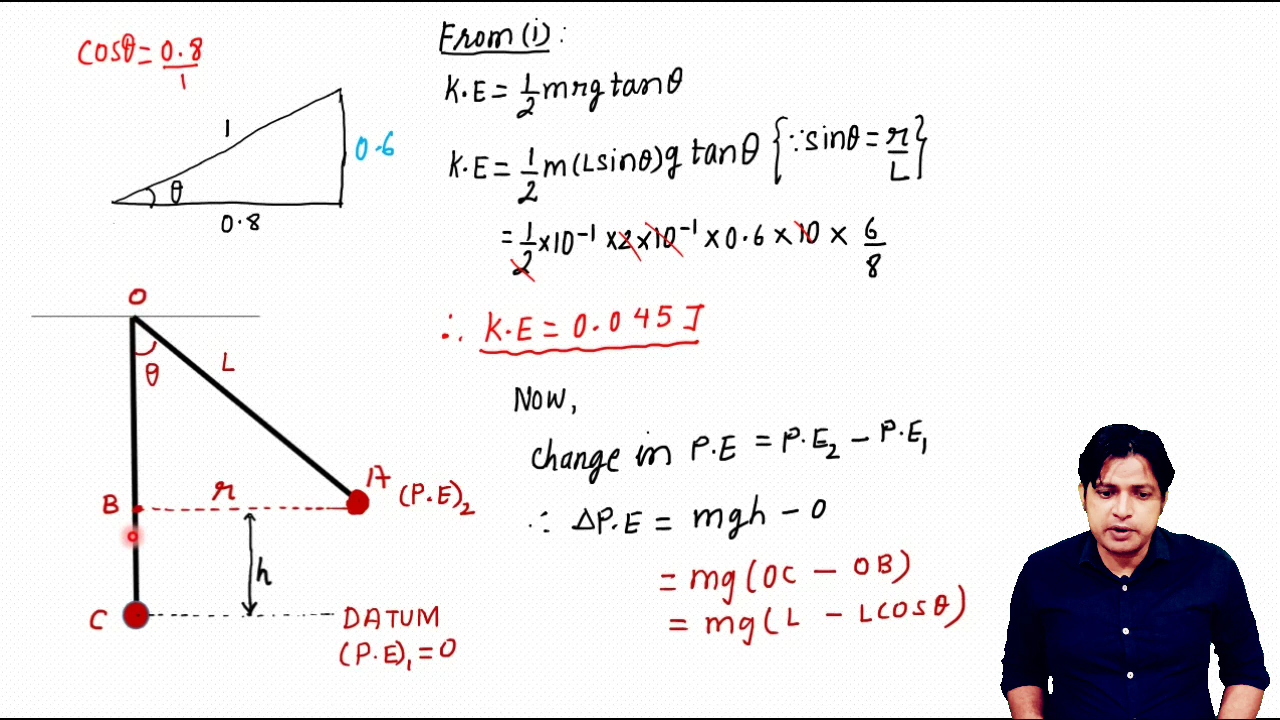 cosθ = 0.8/1
1
0.6
θ
0.8
From (i):
K.E = 1/2 mrg tanθ
K.E = 1/2 m(Lsinθ)g tanθ {∵ sinθ = r/L}
= 1/2 × 10⁻¹ × 2 × 10⁻¹ × 0.6 × 10 × 6/8
∴ K.E = 0.045 J
O
θ
L
A
B
r
(P.E)₂
h
C
DATUM
(P.E)₁ = 0
Now,
change in P.E = P.E₂ – P.E₁
∴ ΔP.E = mgh – 0
= mg(OC – OB)
= mg(L – Lcosθ)